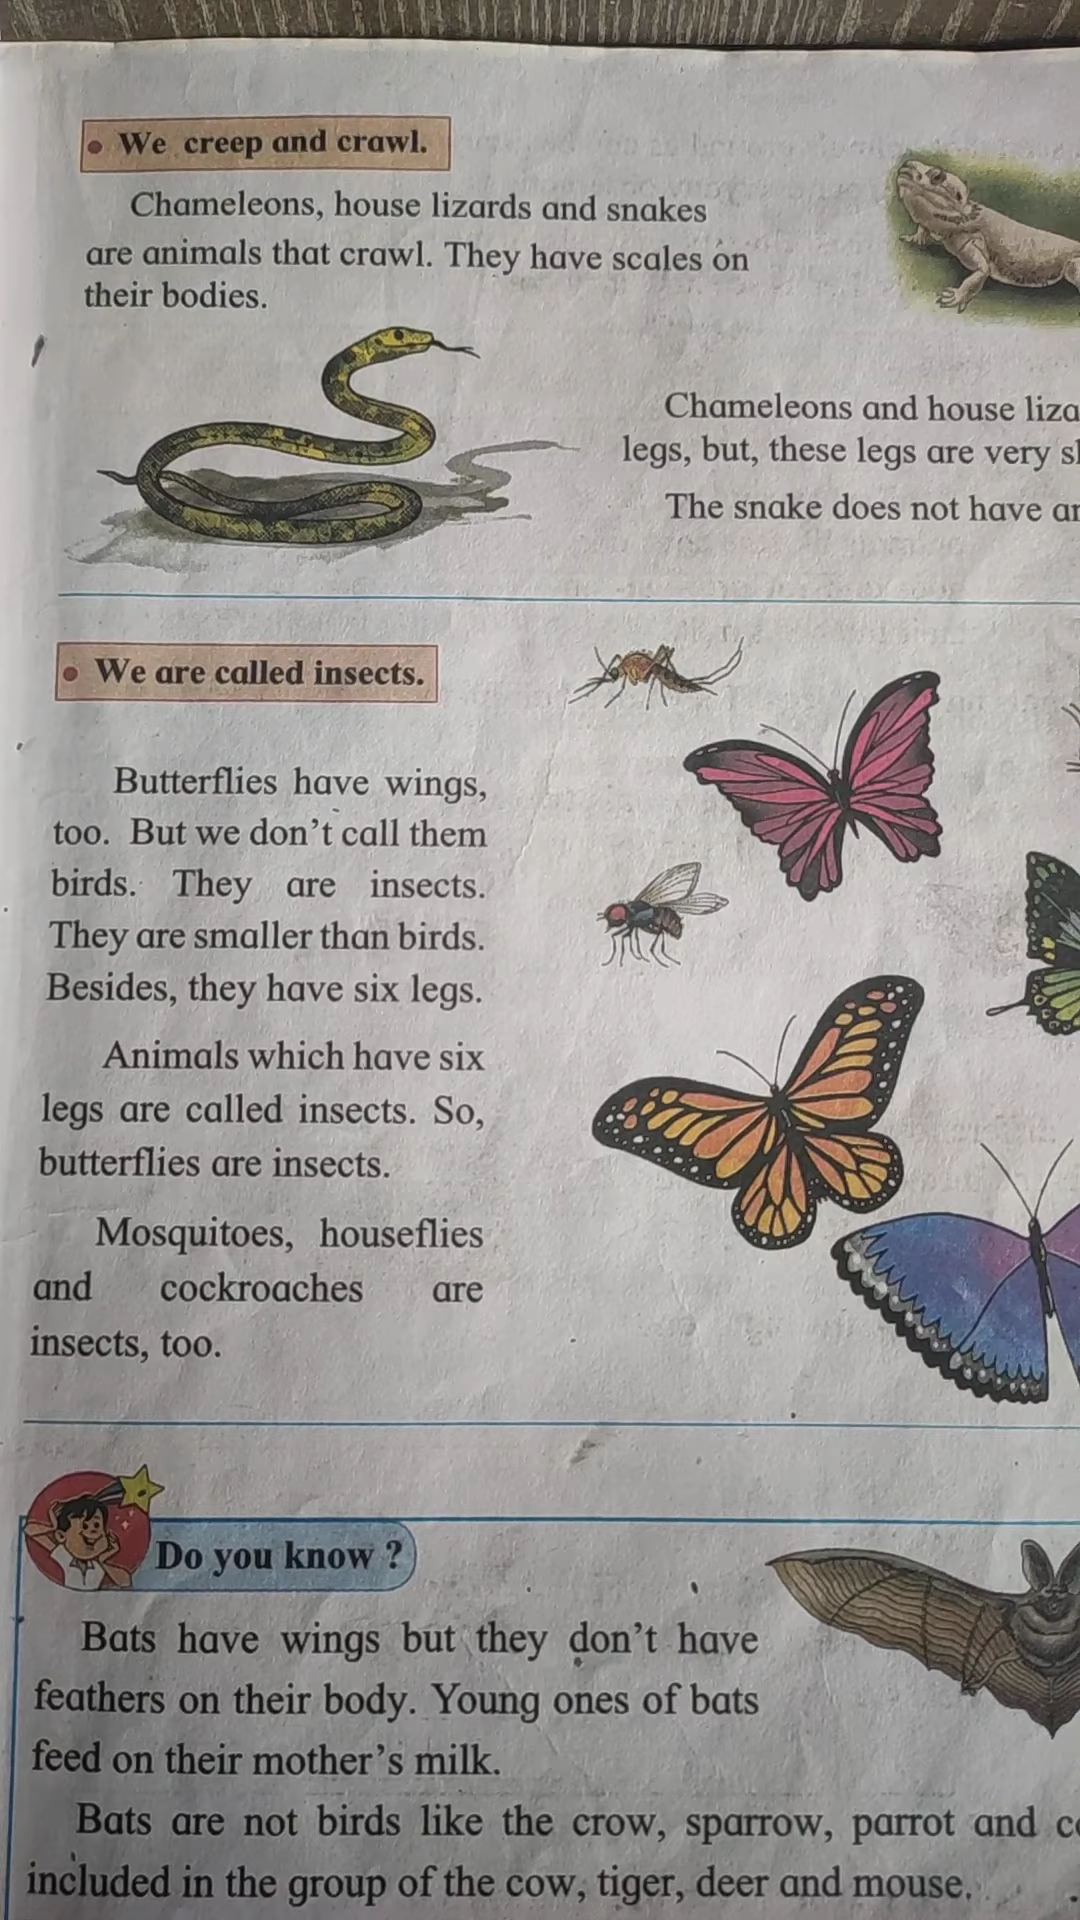 • We creep and crawl.
Chameleons, house lizards and snakes
are animals that crawl. They have scales on
their bodies.
Chameleons and house
legs, but, these legs are very
The snake does not have
• We are called insects.
Butterflies have wings,
too. But we don't call them
birds. They are insects.
They are smaller than birds.
Besides, they have six legs.
Animals which have six
legs are called insects. So,
butterflies are insects.
Mosquitoes, houseflies
and cockroaches are
insects, too.
Do you know ?
Bats have wings but they don't have
feathers on their body. Young ones of bats
feed on their mother's milk.
Bats are not birds like the crow, sparrow, parrot and
included in the group of the cow, tiger, deer and mouse.